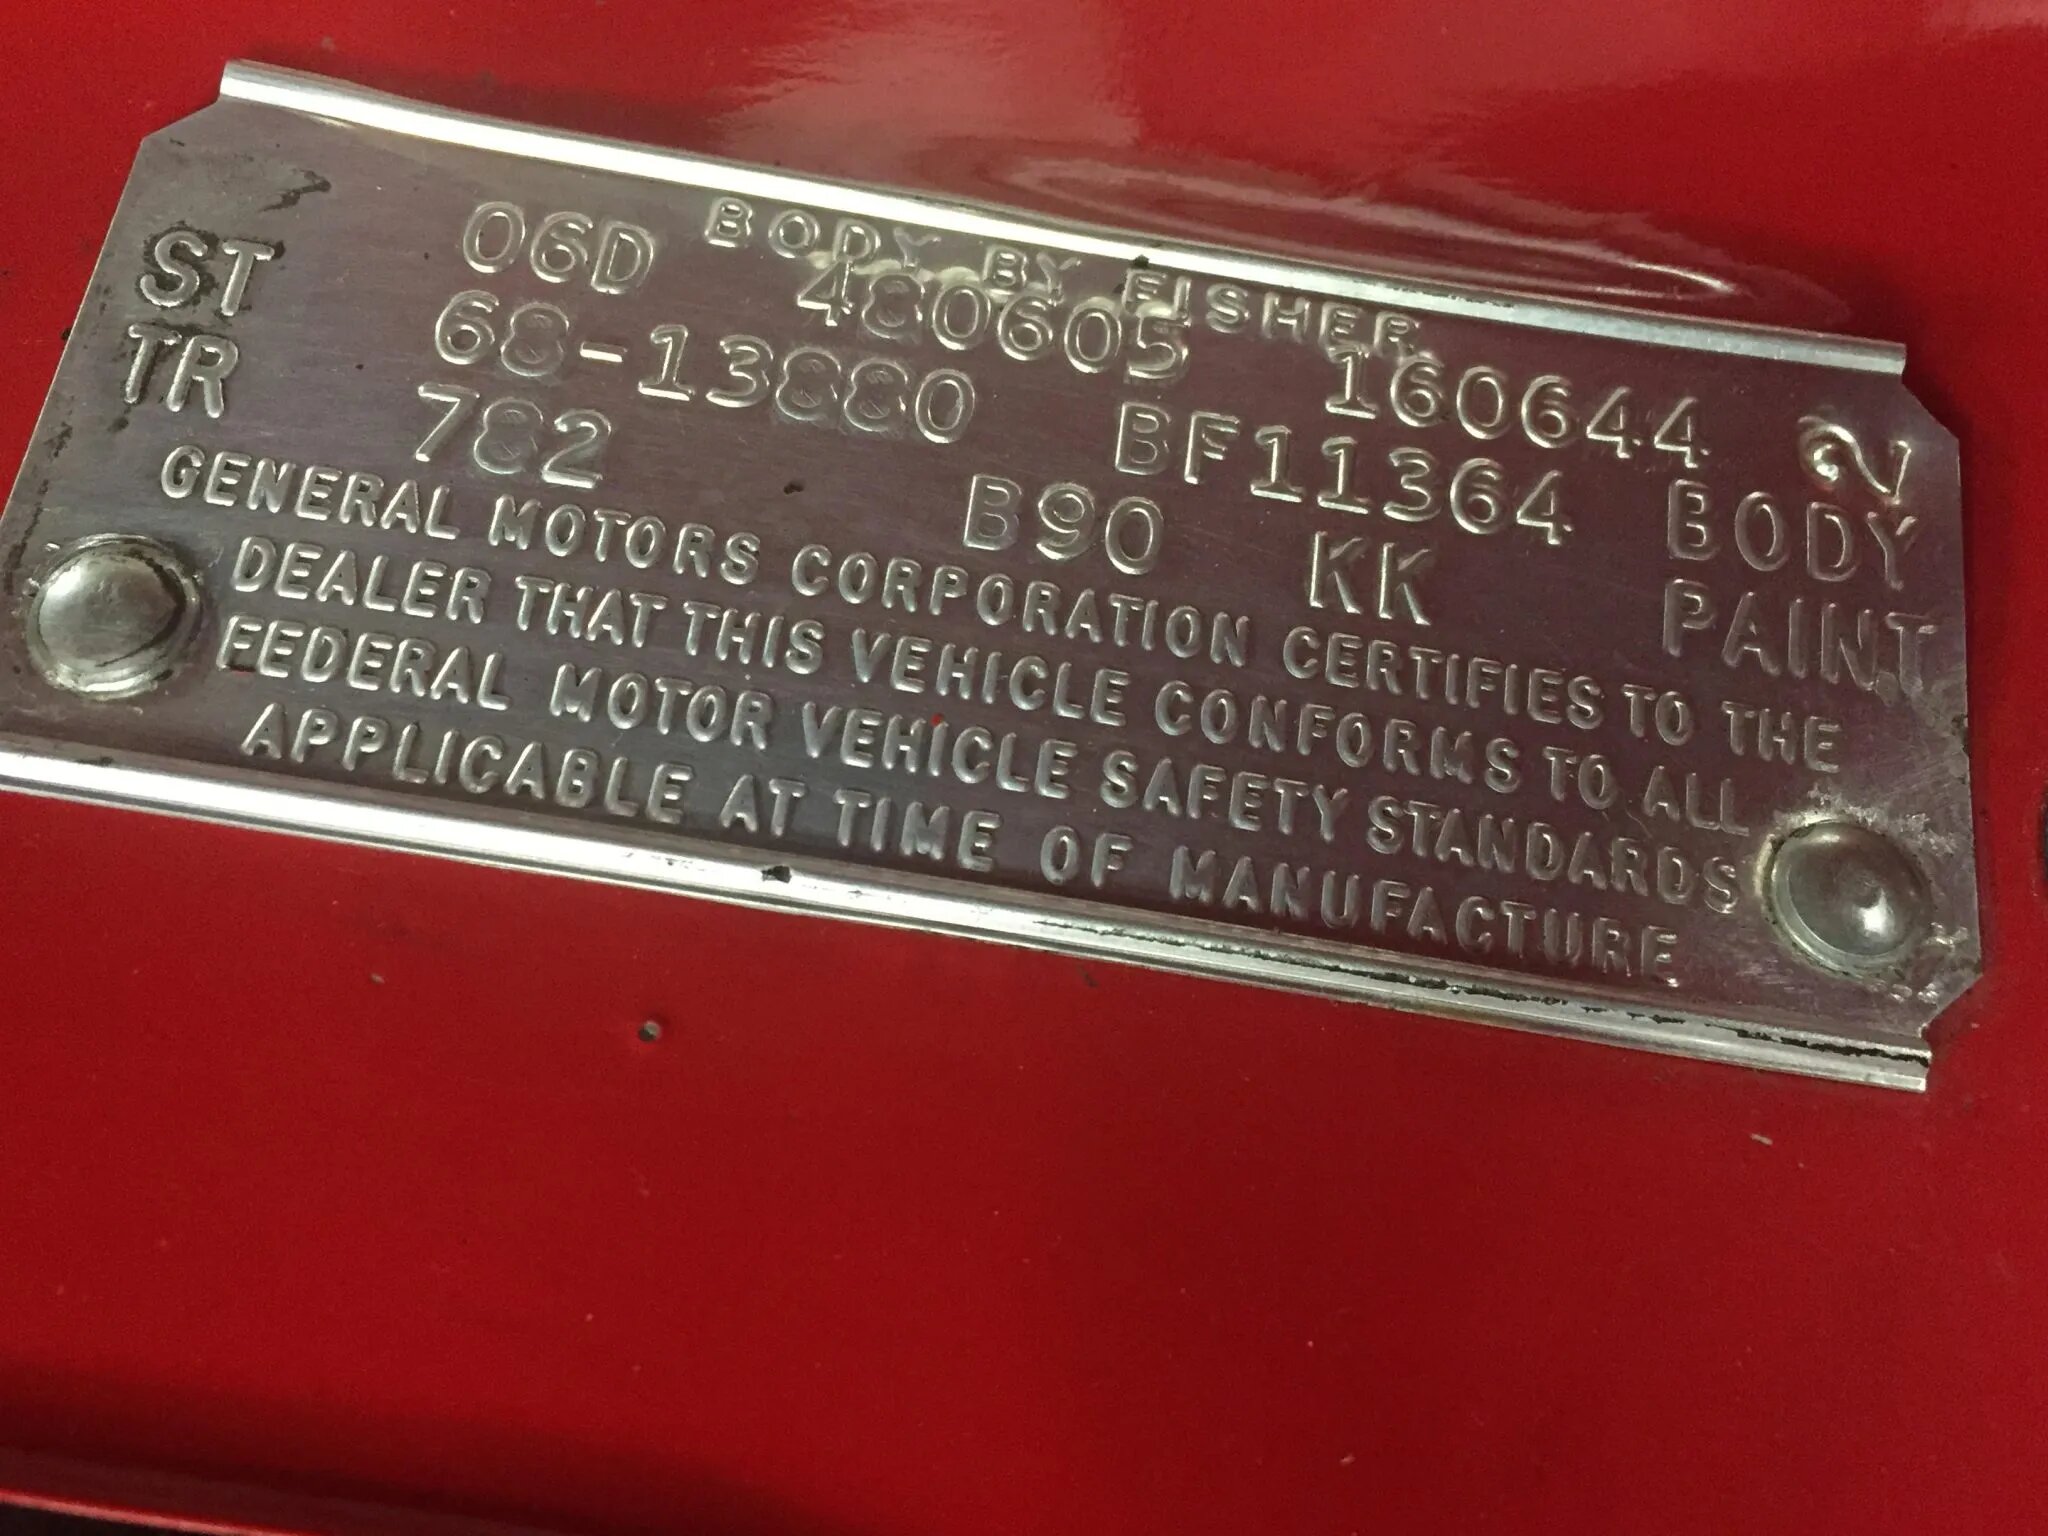 BODY BY FISHER
06D 480605 160644 2
ST 68-13880 BF11364 BODY
TR 782 B90 KK PAINT
GENERAL MOTORS CORPORATION CERTIFIES TO THE
DEALER THAT THIS VEHICLE CONFORMS TO ALL
FEDERAL MOTOR VEHICLE SAFETY STANDARDS
APPLICABLE AT TIME OF MANUFACTURE